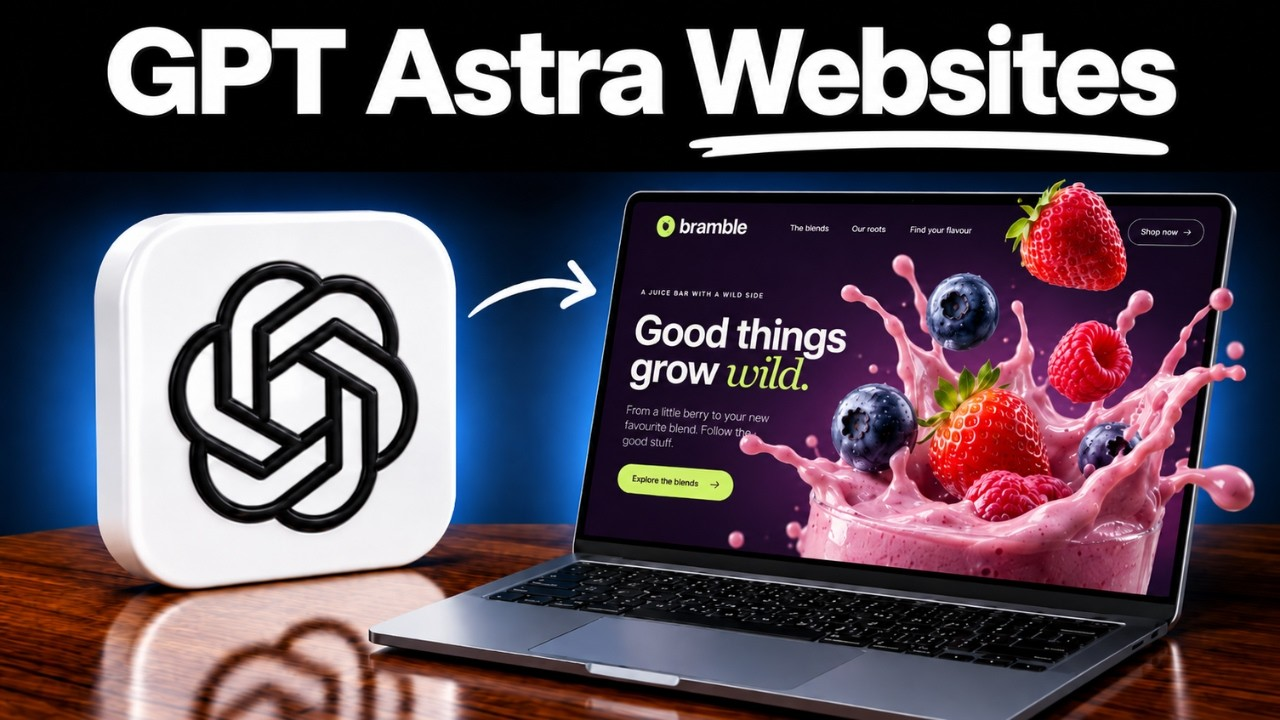 GPT Astra Websites
bramble
The blends
Our roots
Find your flavour
Shop now →
A JUICE BAR WITH A WILD SIDE
Good things
grow wild.
From a little berry to your new
favourite blend. Follow the
good stuff.
Explore the blends →